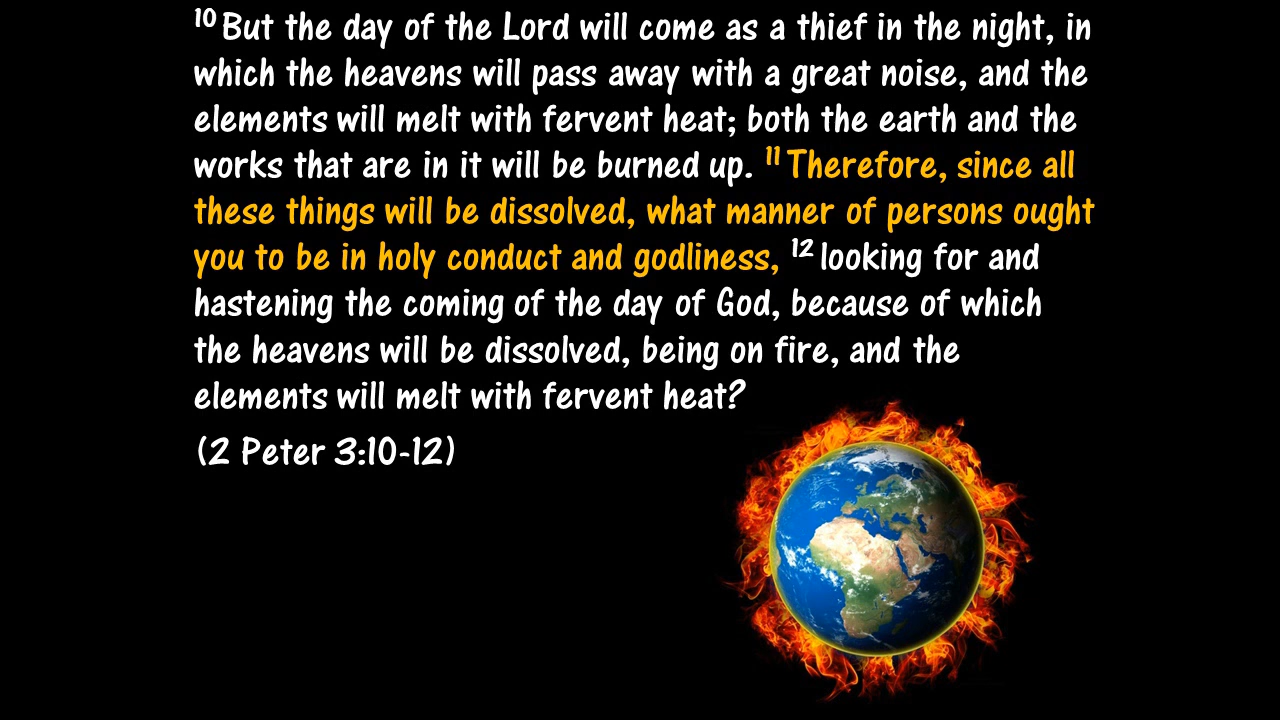 ¹⁰ But the day of the Lord will come as a thief in the night, in
which the heavens will pass away with a great noise, and the
elements will melt with fervent heat; both the earth and the
works that are in it will be burned up. ¹¹ Therefore, since all
these things will be dissolved, what manner of persons ought
you to be in holy conduct and godliness, ¹² looking for and
hastening the coming of the day of God, because of which
the heavens will be dissolved, being on fire, and the
elements will melt with fervent heat?
(2 Peter 3:10-12)